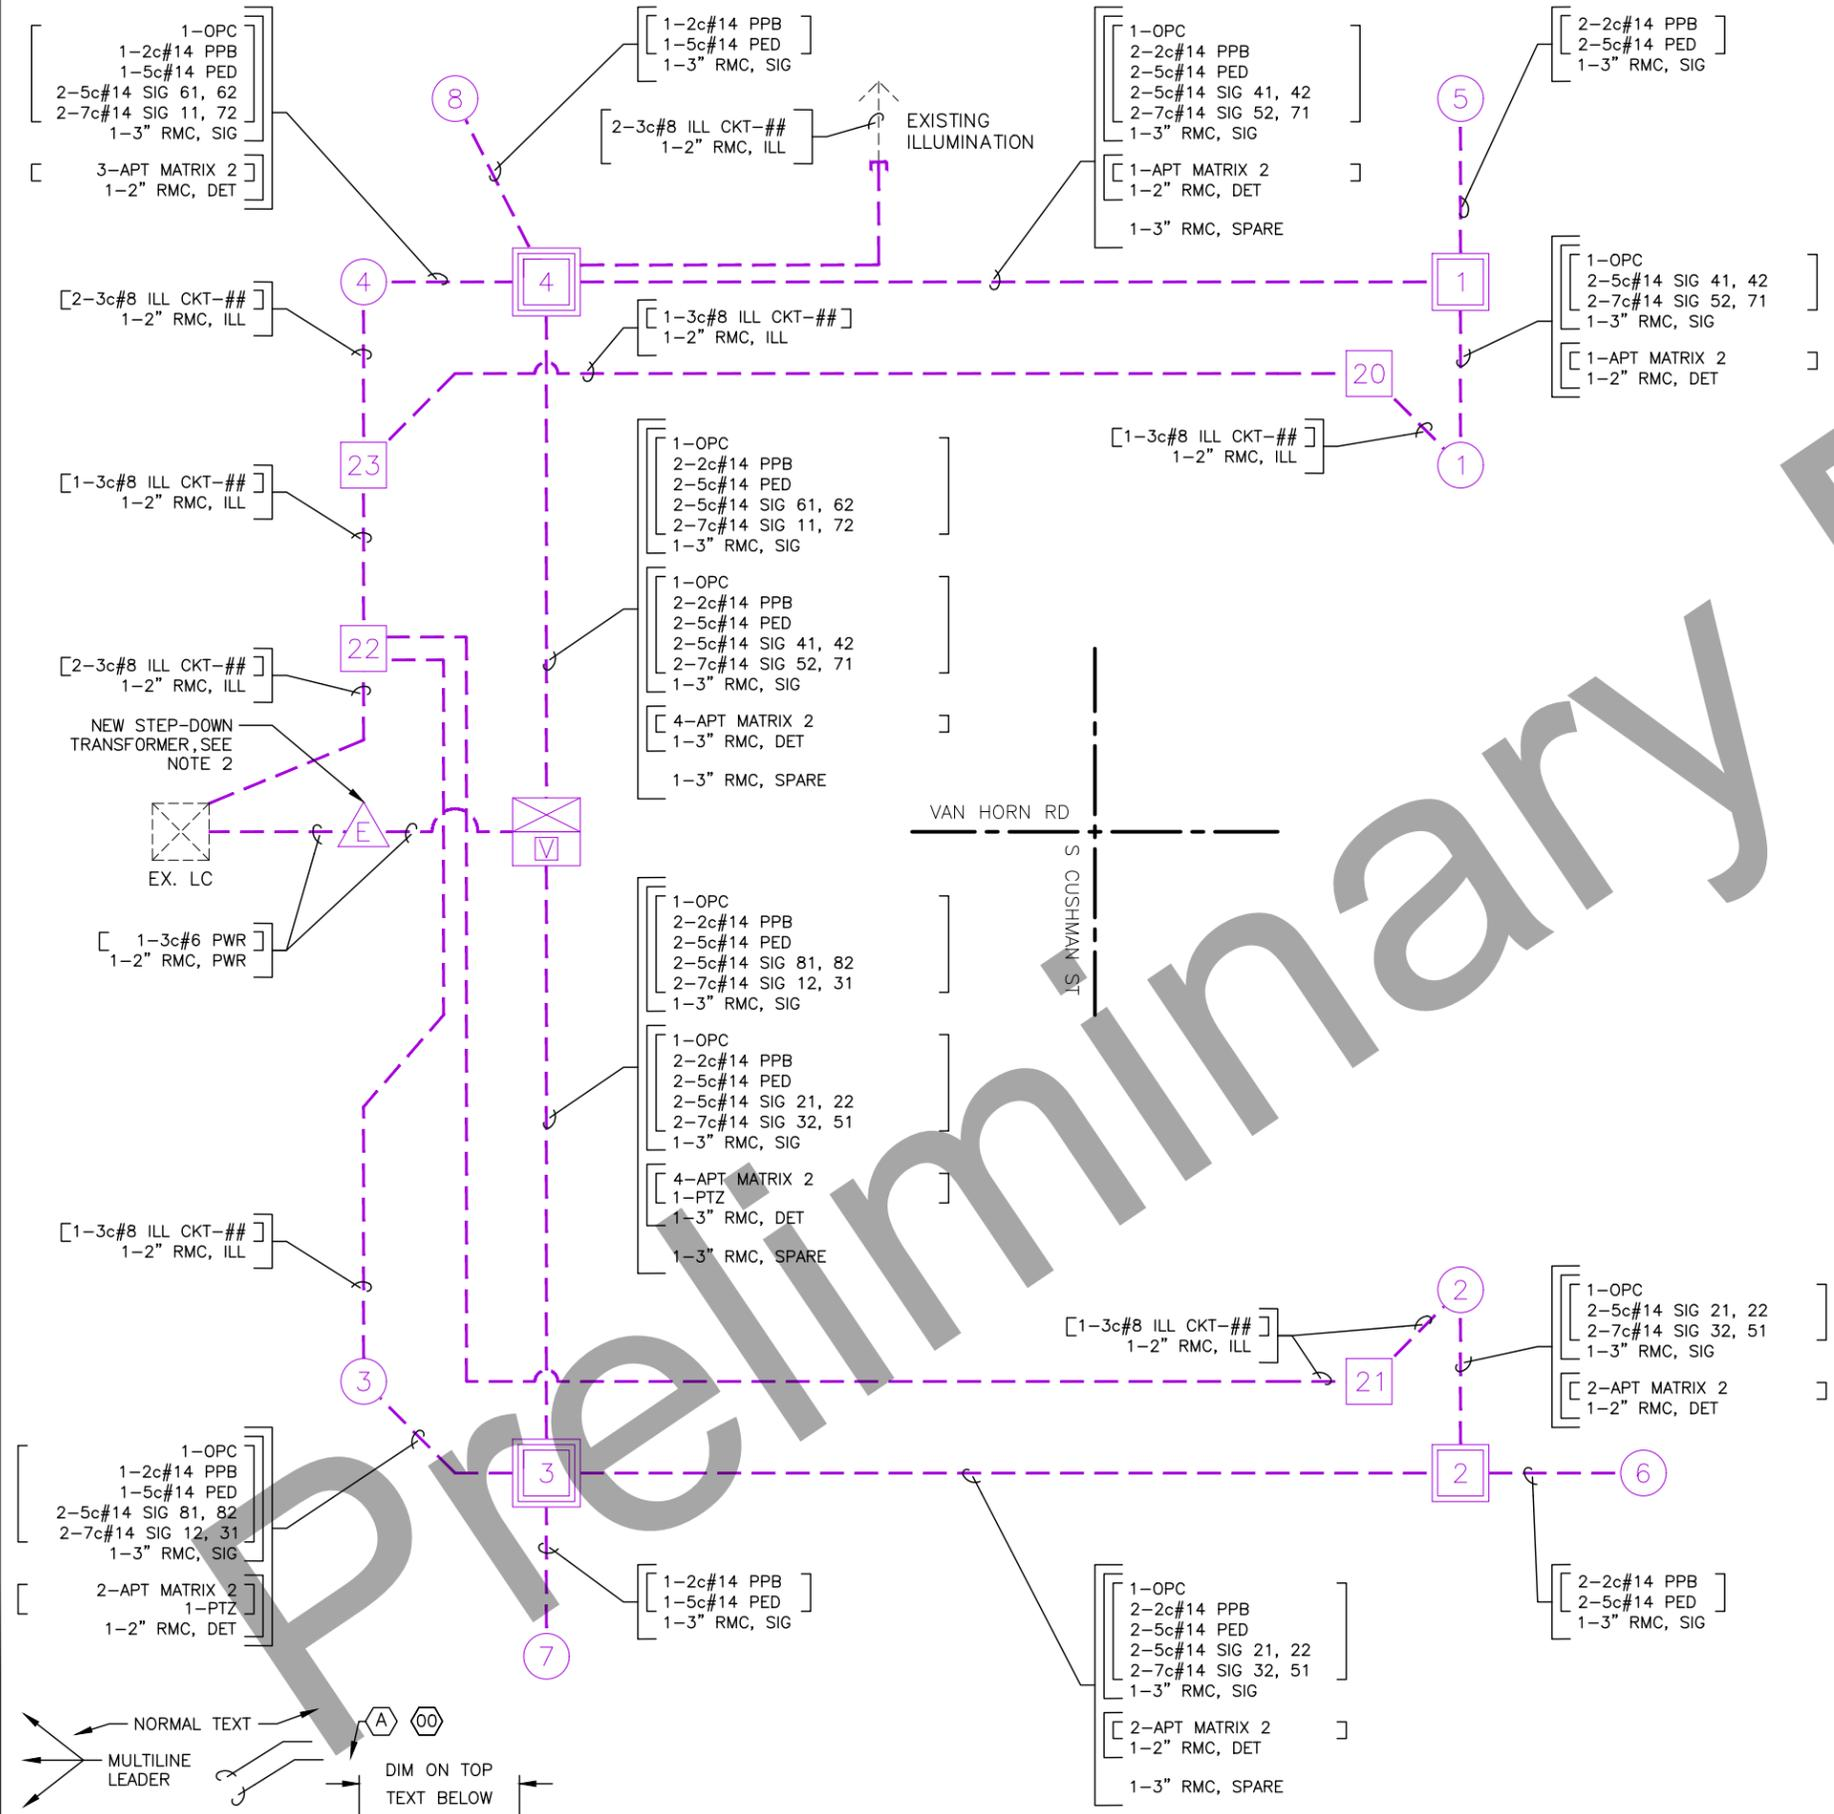 1-OPC
1-2c#14 PPB
1-5c#14 PED
2-5c#14 SIG 61, 62
2-7c#14 SIG 11, 72
1-3" RMC, SIG
3-APT MATRIX 2
1-2" RMC, DET
8
1-2c#14 PPB
1-5c#14 PED
1-3" RMC, SIG
2-3c#8 ILL CKT-##
1-2" RMC, ILL
EXISTING
ILLUMINATION
1-OPC
2-2c#14 PPB
2-5c#14 PED
2-5c#14 SIG 41, 42
2-7c#14 SIG 52, 71
1-3" RMC, SIG
1-APT MATRIX 2
1-2" RMC, DET
1-3" RMC, SPARE
5
2-2c#14 PPB
2-5c#14 PED
1-3" RMC, SIG
4
4
1
1-OPC
2-5c#14 SIG 41, 42
2-7c#14 SIG 52, 71
1-3" RMC, SIG
1-APT MATRIX 2
1-2" RMC, DET
2-3c#8 ILL CKT-##
1-2" RMC, ILL
1-3c#8 ILL CKT-##
1-2" RMC, ILL
20
23
1-3c#8 ILL CKT-##
1-2" RMC, ILL
1
1-3c#8 ILL CKT-##
1-2" RMC, ILL
1-OPC
2-2c#14 PPB
2-5c#14 PED
2-5c#14 SIG 61, 62
2-7c#14 SIG 11, 72
1-3" RMC, SIG
1-OPC
2-2c#14 PPB
2-5c#14 PED
2-5c#14 SIG 41, 42
2-7c#14 SIG 52, 71
1-3" RMC, SIG
4-APT MATRIX 2
1-3" RMC, DET
1-3" RMC, SPARE
22
2-3c#8 ILL CKT-##
1-2" RMC, ILL
NEW STEP-DOWN
TRANSFORMER,SEE
NOTE 2
E
V
EX. LC
1-3c#6 PWR
1-2" RMC, PWR
VAN HORN RD
S CUSHMAN ST
1-OPC
2-2c#14 PPB
2-5c#14 PED
2-5c#14 SIG 81, 82
2-7c#14 SIG 12, 31
1-3" RMC, SIG
1-OPC
2-2c#14 PPB
2-5c#14 PED
2-5c#14 SIG 21, 22
2-7c#14 SIG 32, 51
1-3" RMC, SIG
4-APT MATRIX 2
1-PTZ
1-3" RMC, DET
1-3" RMC, SPARE
1-3c#8 ILL CKT-##
1-2" RMC, ILL
1-3c#8 ILL CKT-##
1-2" RMC, ILL
2
21
1-OPC
2-5c#14 SIG 21, 22
2-7c#14 SIG 32, 51
1-3" RMC, SIG
2-APT MATRIX 2
1-2" RMC, DET
3
3
2
6
1-OPC
1-2c#14 PPB
1-5c#14 PED
2-5c#14 SIG 81, 82
2-7c#14 SIG 12, 31
1-3" RMC, SIG
2-APT MATRIX 2
1-PTZ
1-2" RMC, DET
1-2c#14 PPB
1-5c#14 PED
1-3" RMC, SIG
7
1-OPC
2-2c#14 PPB
2-5c#14 PED
2-5c#14 SIG 21, 22
2-7c#14 SIG 32, 51
1-3" RMC, SIG
2-APT MATRIX 2
1-2" RMC, DET
1-3" RMC, SPARE
2-2c#14 PPB
2-5c#14 PED
1-3" RMC, SIG
NORMAL TEXT
MULTILINE
LEADER
A
00
DIM ON TOP
TEXT BELOW
Preliminary